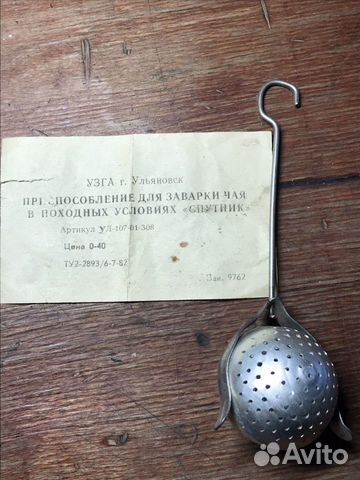 УЗГА г. Ульяновск
ПРИСПОСОБЛЕНИЕ ДЛЯ ЗАВАРКИ ЧАЯ
В ПОХОДНЫХ УСЛОВИЯХ «СПУТНИК»
Артикул УЛ-107-01-308
Цена 0-40
ТУ2-2893/6-7-82
Зак. 9762
Avito